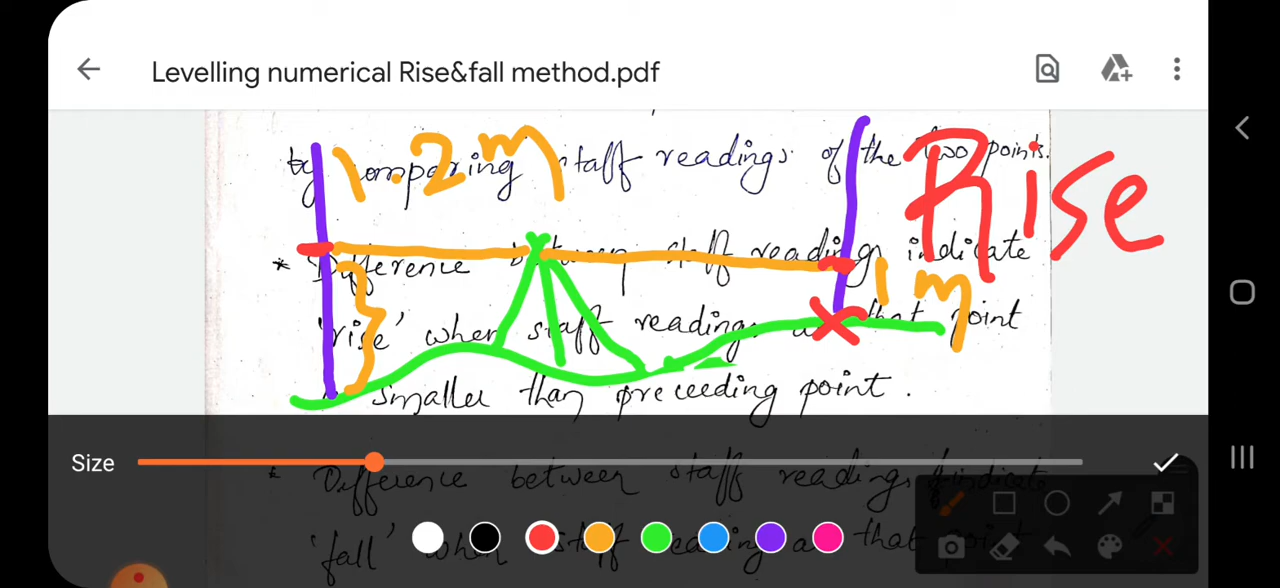 Levelling numerical Rise&fall method.pdf
1.2m Rise
by comparing staff readings of the two points.
* Difference between staff readings indicate
1m
'rise' when staff readings at that point
smaller than preceeding point.
Size
* Difference between staff readings indicate
'fall' when staff reading at that point